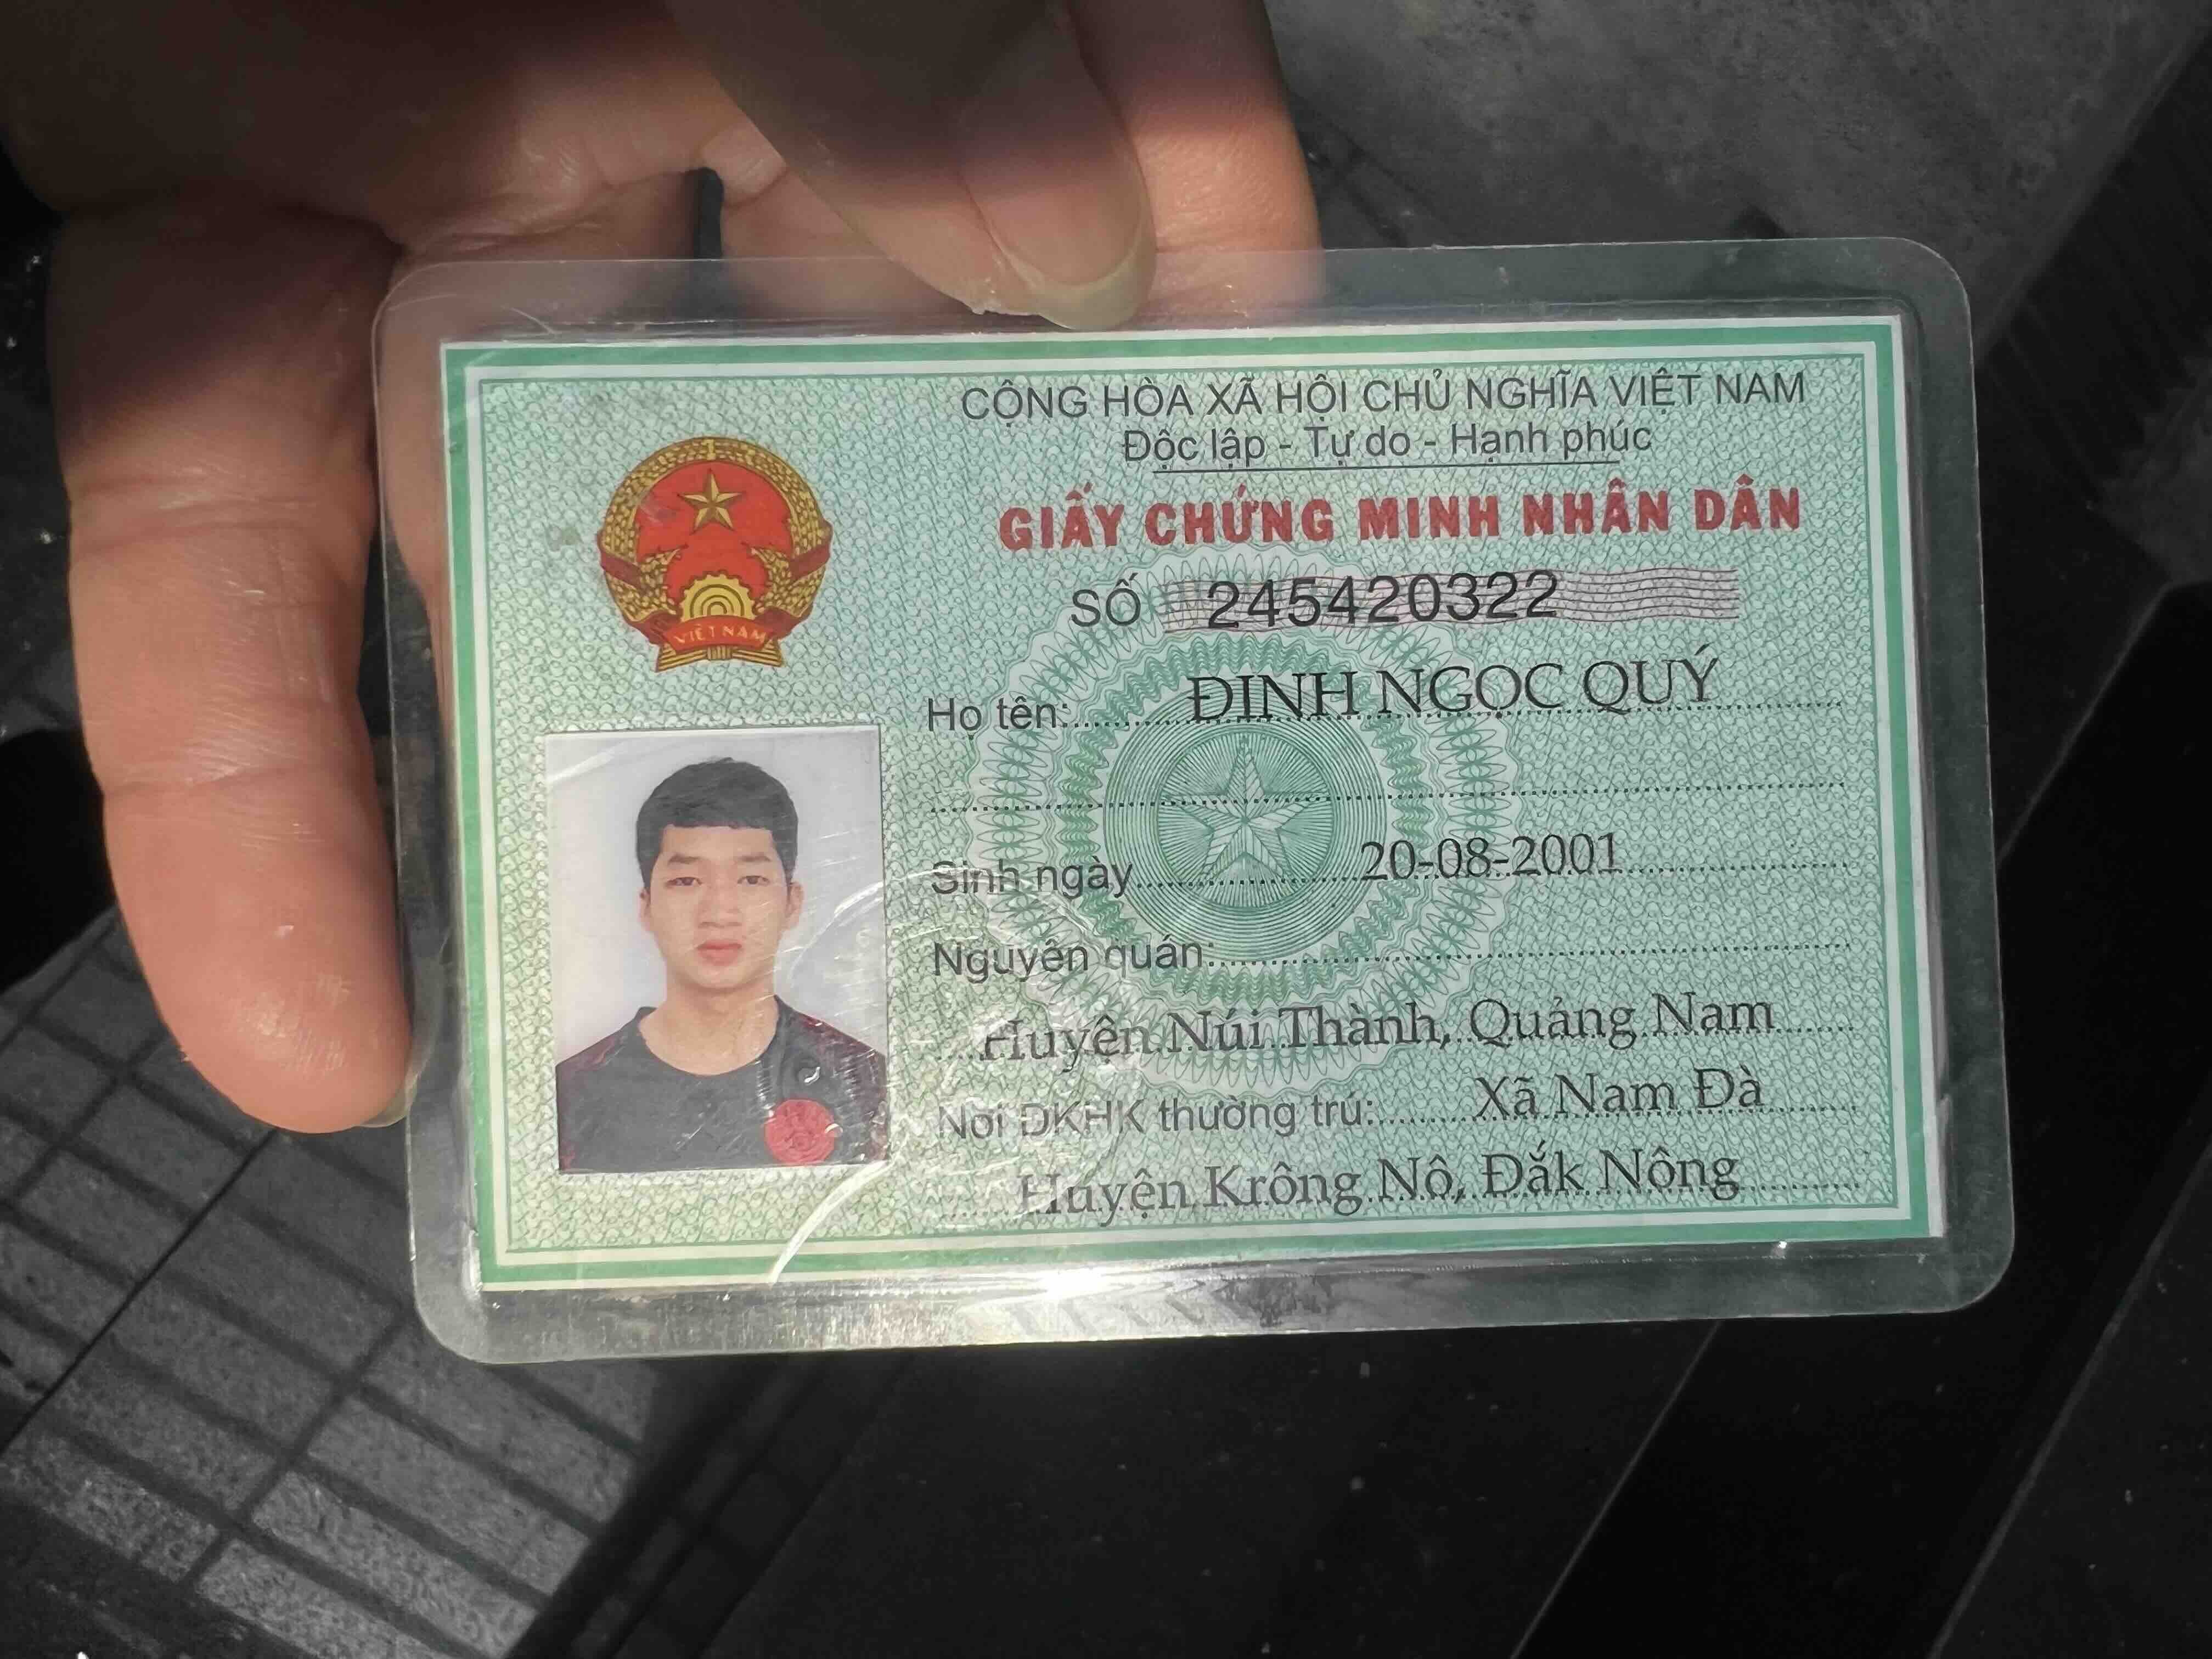 CỘNG HÒA XÃ HỘI CHỦ NGHĨA VIỆT NAM
Độc lập - Tự do - Hạnh phúc
GIẤY CHỨNG MINH NHÂN DÂN
SỐ 245420322
VIỆT NAM
Họ tên: ĐINH NGỌC QUÝ
Sinh ngày 20-08-2001
Nguyên quán:
Huyện Núi Thành, Quảng Nam
Nơi ĐKHK thường trú: Xã Nam Đà
Huyện Krông Nô, Đắk Nông